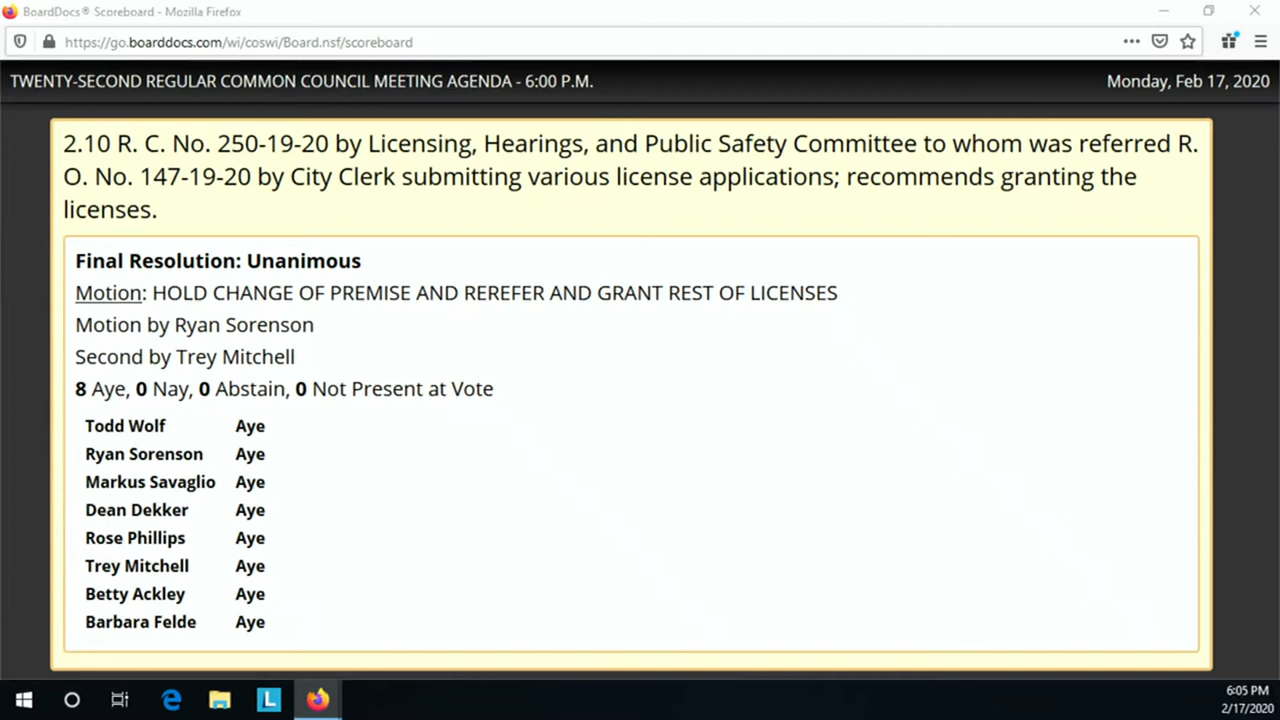 BoardDocs® Scoreboard - Mozilla Firefox
https://go.boarddocs.com/wi/coswi/Board.nsf/scoreboard
TWENTY-SECOND REGULAR COMMON COUNCIL MEETING AGENDA - 6:00 P.M. Monday, Feb 17, 2020
2.10 R. C. No. 250-19-20 by Licensing, Hearings, and Public Safety Committee to whom was referred R.
O. No. 147-19-20 by City Clerk submitting various license applications; recommends granting the
licenses.
Final Resolution: Unanimous
Motion: HOLD CHANGE OF PREMISE AND REREFER AND GRANT REST OF LICENSES
Motion by Ryan Sorenson
Second by Trey Mitchell
8 Aye, 0 Nay, 0 Abstain, 0 Not Present at Vote
Todd Wolf Aye
Ryan Sorenson Aye
Markus Savaglio Aye
Dean Dekker Aye
Rose Phillips Aye
Trey Mitchell Aye
Betty Ackley Aye
Barbara Felde Aye
L
6:05 PM
2/17/2020